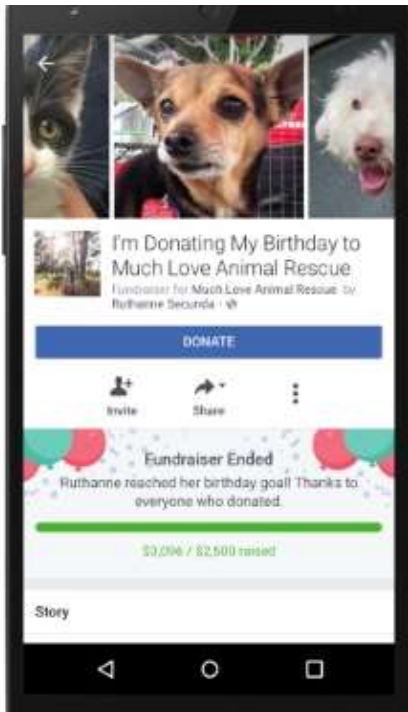 I'm Donating My Birthday to
Much Love Animal Rescue
Fundraiser for Much Love Animal Rescue by
Ruthanne Secunda ·
DONATE
Invite
Share
Fundraiser Ended
Ruthanne reached her birthday goal! Thanks to
everyone who donated.
$3,096 / $2,500 raised
Story